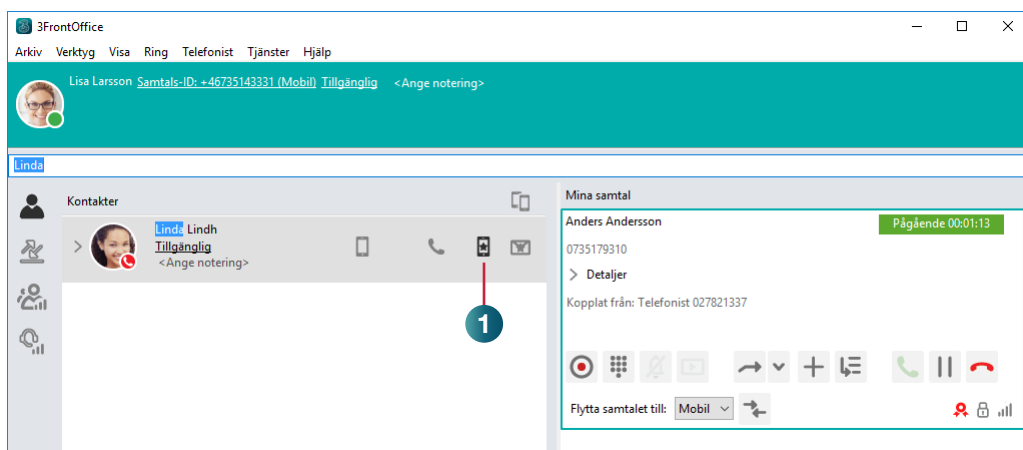 3FrontOffice
Arkiv Verktyg Visa Ring Telefonist Tjänster Hjälp
Lisa Larsson Samtals-ID: +46735143331 (Mobil) Tillgänglig <Ange notering>
Linda
Kontakter
Linda Lindh
Tillgänglig
<Ange notering>
1
Mina samtal
Anders Andersson Pågående 00:01:13
0735179310
Detaljer
Kopplat från: Telefonist 027821337
Flytta samtalet till: Mobil